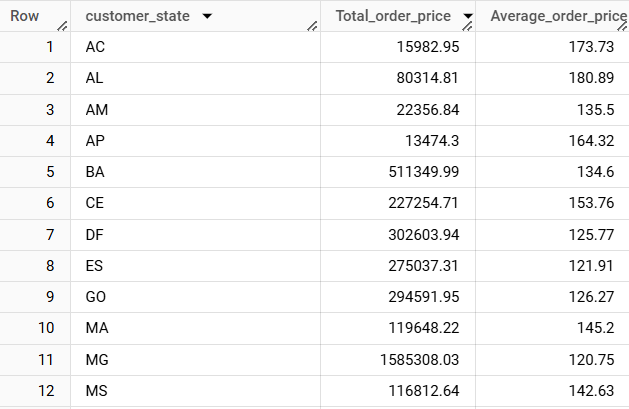 Row customer_state Total_order_price Average_order_price
1 AC 15982.95 173.73
2 AL 80314.81 180.89
3 AM 22356.84 135.5
4 AP 13474.3 164.32
5 BA 511349.99 134.6
6 CE 227254.71 153.76
7 DF 302603.94 125.77
8 ES 275037.31 121.91
9 GO 294591.95 126.27
10 MA 119648.22 145.2
11 MG 1585308.03 120.75
12 MS 116812.64 142.63